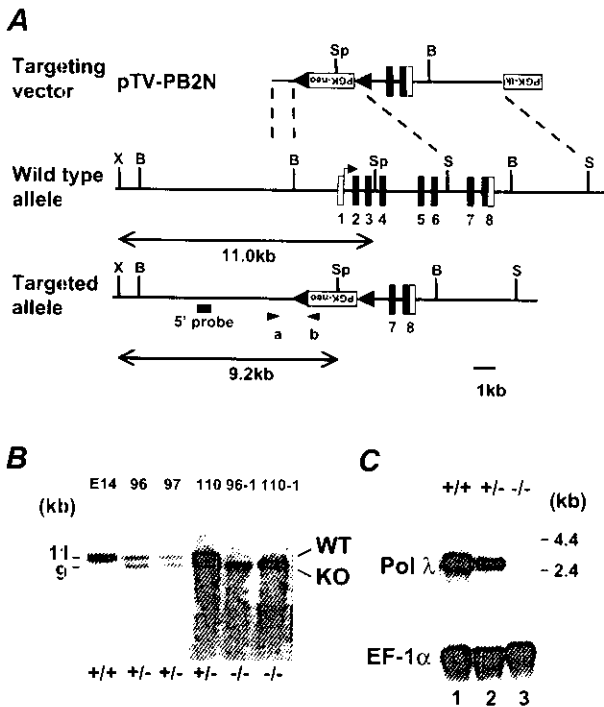 A
Targeting vector pTV-PB2N
Sp B
PGK-neo PGK-tk
Wild type allele
X B B Sp S B S
1 2 3 4 5 6 7 8
11.0kb
Targeted allele
X B Sp B S
PGK-neo
5' probe
a b
7 8
9.2kb
1kb
B
E14 96 97 110 96-1 110-1
(kb)
11
9
WT
KO
+/+ +/- +/- +/- -/- -/-
C
+/+ +/- -/- (kb)
- 4.4
Pol λ
- 2.4
EF-1α
1 2 3